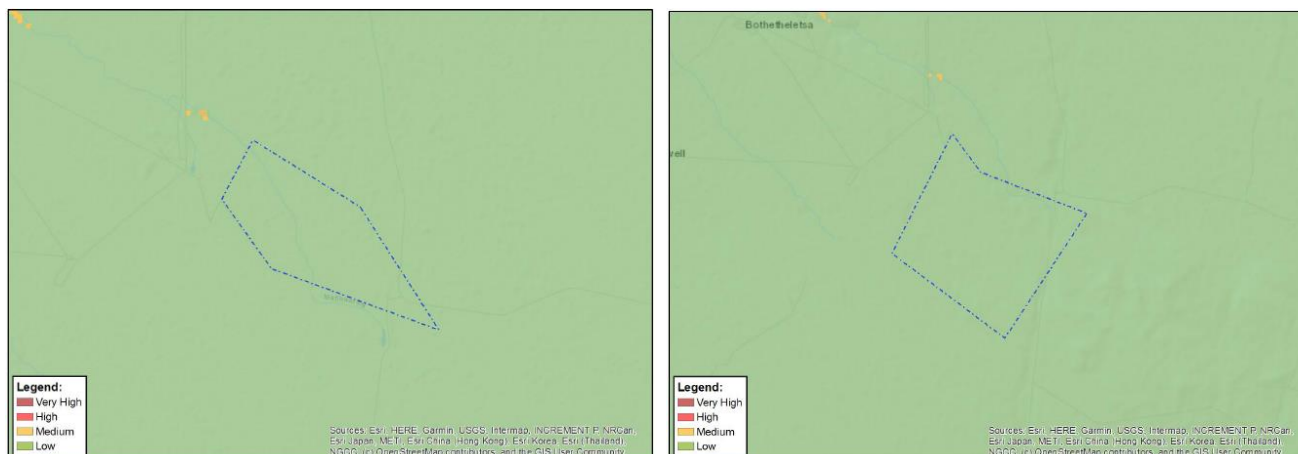 Legend:
Very High
High
Medium
Low
Sources: Esri, HERE, Garmin, USGS, Intermap, INCREMENT P, NRCan,
Esri Japan, METI, Esri China (Hong Kong), Esri Korea, Esri (Thailand),
NGCC, (c) OpenStreetMap contributors, and the GIS User Community
Bothetheletsa
rell
Legend:
Very High
High
Medium
Low
Sources: Esri, HERE, Garmin, USGS, Intermap, INCREMENT P, NRCan,
Esri Japan, METI, Esri China (Hong Kong), Esri Korea, Esri (Thailand),
NGCC, (c) OpenStreetMap contributors, and the GIS User Community